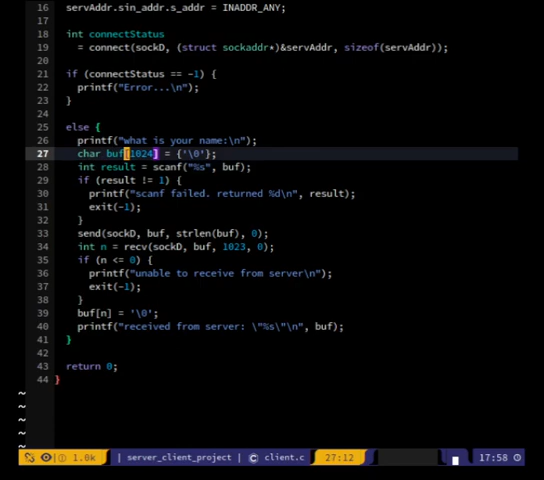 16 servAddr.sin_addr.s_addr = INADDR_ANY;
17
18 int connectStatus
19 = connect(sockD, (struct sockaddr*)&servAddr, sizeof(servAddr));
20
21 if (connectStatus == -1) {
22 printf("Error...\n");
23 }
24
25 else {
26 printf("what is your name:\n");
27 char buf[1024] = {'\0'};
28 int result = scanf("%s", buf);
29 if (result != 1) {
30 printf("scanf failed. returned %d\n", result);
31 exit(-1);
32 }
33 send(sockD, buf, strlen(buf), 0);
34 int n = recv(sockD, buf, 1023, 0);
35 if (n <= 0) {
36 printf("unable to receive from server\n");
37 exit(-1);
38 }
39 buf[n] = '\0';
40 printf("received from server: \"%s\"\n", buf);
41 }
42
43 return 0;
44 }
~
~
~
~
~
1.0k | server_client_project | C client.c 27:12 17:58